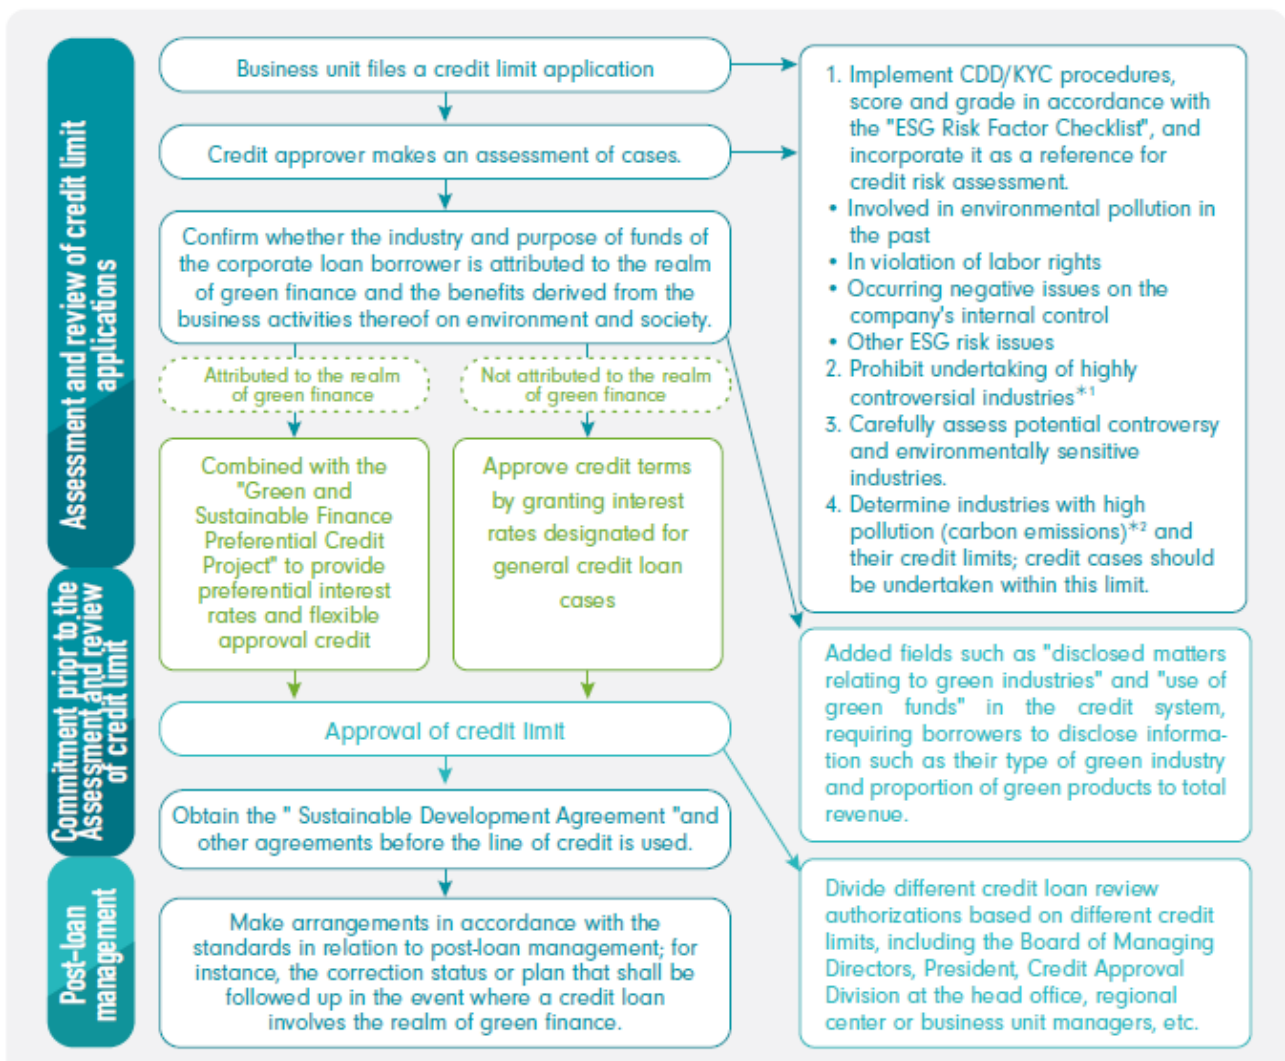 Assessment and review of credit limit
applications
Commitment prior to the
Assessment and review
of credit limit
Post-loan
management
Business unit files a credit limit application
Credit approver makes an assessment of cases.
Confirm whether the industry and purpose of funds of
the corporate loan borrower is attributed to the realm
of green finance and the benefits derived from the
business activities thereof on environment and society.
Attributed to the realm
of green finance
Not attributed to the realm
of green finance
Combined with the
"Green and
Sustainable Finance
Preferential Credit
Project" to provide
preferential interest
rates and flexible
approval credit
Approve credit terms
by granting interest
rates designated for
general credit loan
cases
Approval of credit limit
Obtain the " Sustainable Development Agreement "and
other agreements before the line of credit is used.
Make arrangements in accordance with the
standards in relation to post-loan management; for
instance, the correction status or plan that shall be
followed up in the event where a credit loan
involves the realm of green finance.
1. Implement CDD/KYC procedures,
score and grade in accordance with
the "ESG Risk Factor Checklist", and
incorporate it as a reference for
credit risk assessment.
• Involved in environmental pollution in
the past
• In violation of labor rights
• Occurring negative issues on the
company's internal control
• Other ESG risk issues
2. Prohibit undertaking of highly
controversial industries*1
3. Carefully assess potential controversy
and environmentally sensitive
industries.
4. Determine industries with high
pollution (carbon emissions)*2 and
their credit limits; credit cases should
be undertaken within this limit.
Added fields such as "disclosed matters
relating to green industries" and "use of
green funds" in the credit system,
requiring borrowers to disclose informa-
tion such as their type of green industry
and proportion of green products to total
revenue.
Divide different credit loan review
authorizations based on different credit
limits, including the Board of Managing
Directors, President, Credit Approval
Division at the head office, regional
center or business unit managers, etc.